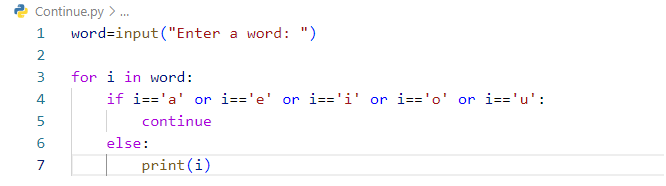 Continue.py > ...
1 word=input("Enter a word: ")
2
3 for i in word:
4     if i=='a' or i=='e' or i=='i' or i=='o' or i=='u':
5         continue
6     else:
7         print(i)